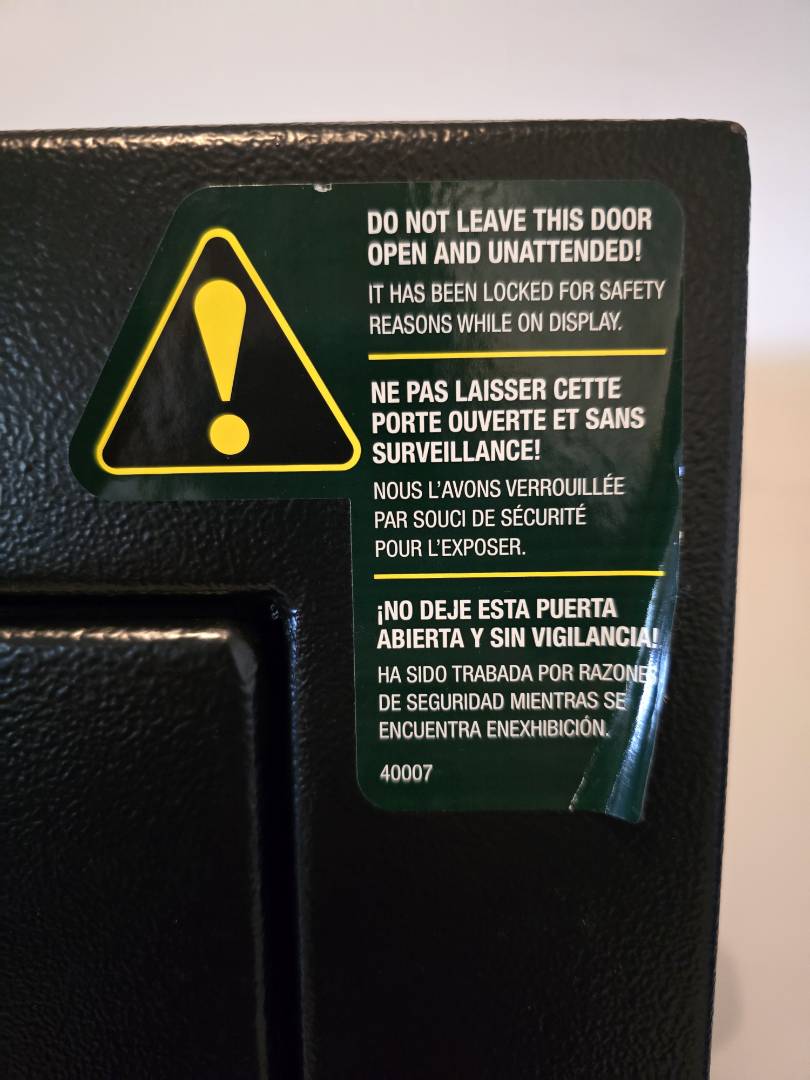 DO NOT LEAVE THIS DOOR
OPEN AND UNATTENDED!
IT HAS BEEN LOCKED FOR SAFETY
REASONS WHILE ON DISPLAY.
NE PAS LAISSER CETTE
PORTE OUVERTE ET SANS
SURVEILLANCE!
NOUS L'AVONS VERROUILLÉE
PAR SOUCI DE SÉCURITÉ
POUR L'EXPOSER.
¡NO DEJE ESTA PUERTA
ABIERTA Y SIN VIGILANCIA!
HA SIDO TRABADA POR RAZONES
DE SEGURIDAD MIENTRAS SE
ENCUENTRA ENEXHIBICIÓN.
40007